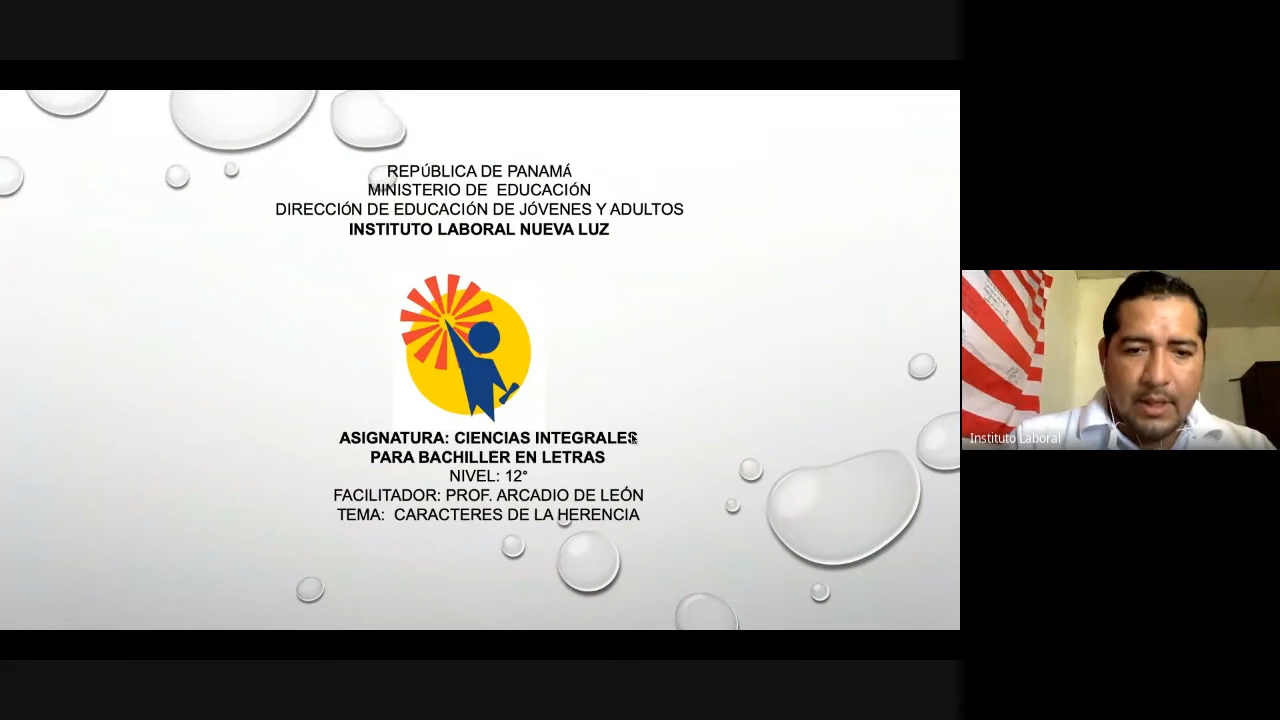 REPÚBLICA DE PANAMÁ
MINISTERIO DE EDUCACIÓN
DIRECCIÓN DE EDUCACIÓN DE JÓVENES Y ADULTOS
INSTITUTO LABORAL NUEVA LUZ
ASIGNATURA: CIENCIAS INTEGRALES
PARA BACHILLER EN LETRAS
NIVEL: 12°
FACILITADOR: PROF. ARCADIO DE LEÓN
TEMA: CARACTERES DE LA HERENCIA
Instituto Laboral